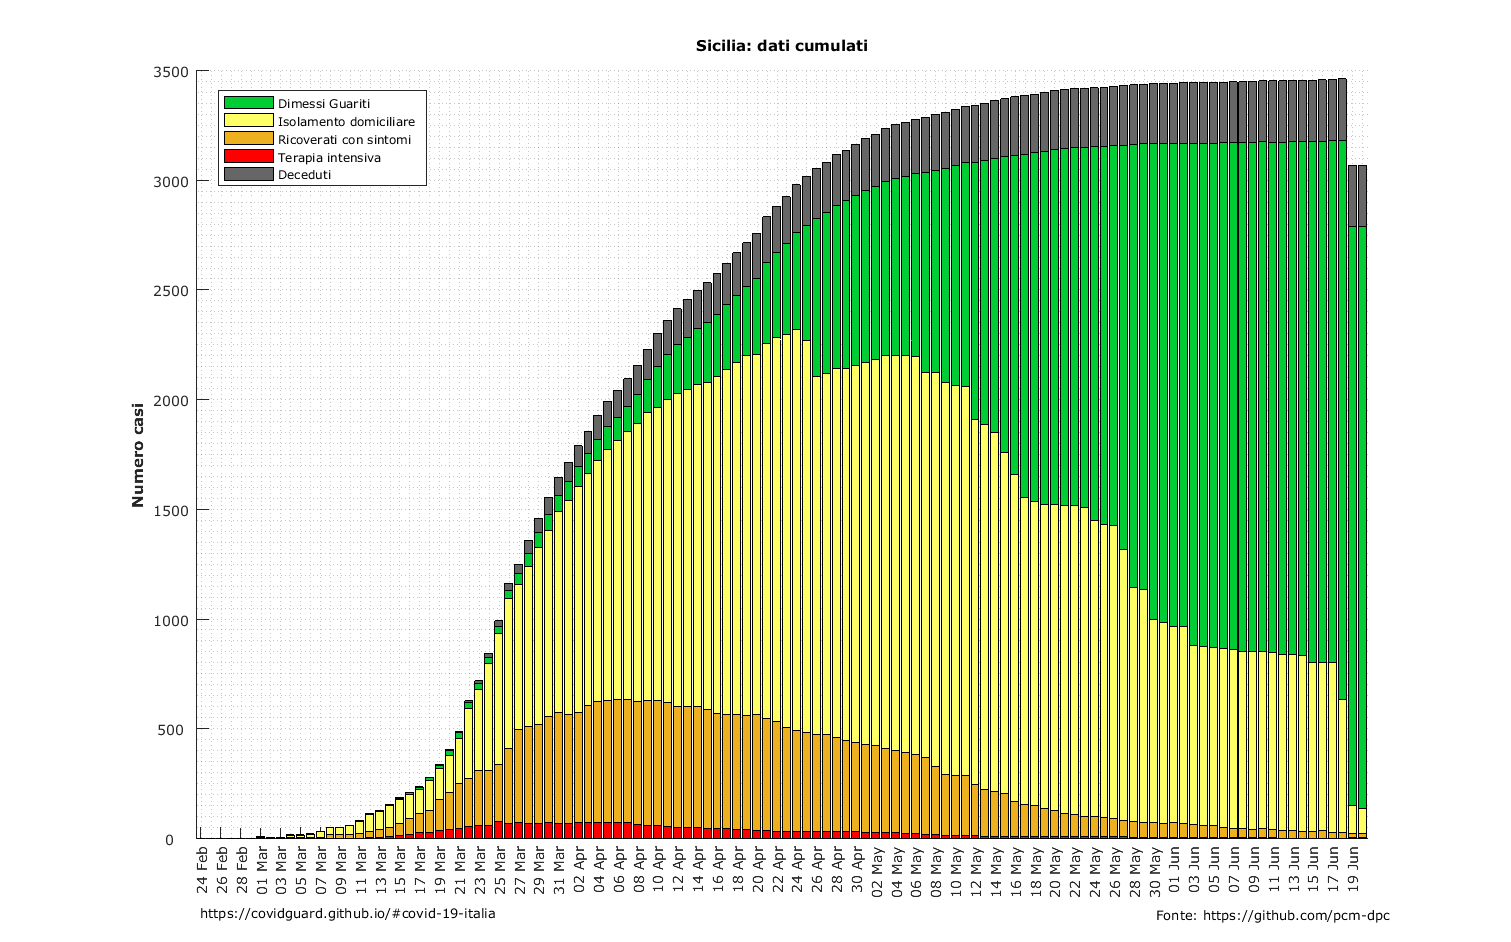 Sicilia: dati cumulati
3500
3000
2500
2000
1500
1000
500
0
Numero casi
Dimessi Guariti
Isolamento domiciliare
Ricoverati con sintomi
Terapia intensiva
Deceduti
24 Feb
26 Feb
28 Feb
01 Mar
03 Mar
05 Mar
07 Mar
09 Mar
11 Mar
13 Mar
15 Mar
17 Mar
19 Mar
21 Mar
23 Mar
25 Mar
27 Mar
29 Mar
31 Mar
02 Apr
04 Apr
06 Apr
08 Apr
10 Apr
12 Apr
14 Apr
16 Apr
18 Apr
20 Apr
22 Apr
24 Apr
26 Apr
28 Apr
30 Apr
02 May
04 May
06 May
08 May
10 May
12 May
14 May
16 May
18 May
20 May
22 May
24 May
26 May
28 May
30 May
01 Jun
03 Jun
05 Jun
07 Jun
09 Jun
11 Jun
13 Jun
15 Jun
17 Jun
19 Jun
https://covidguard.github.io/#covid-19-italia
Fonte: https://github.com/pcm-dpc